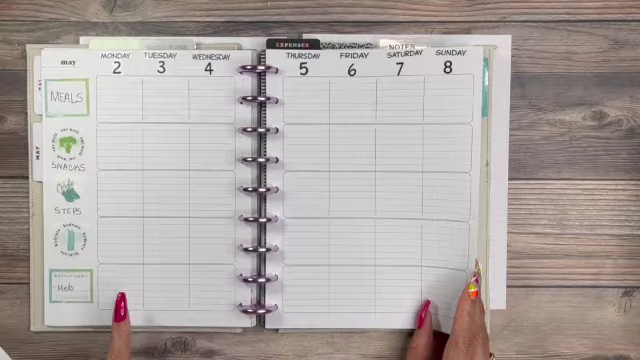 EXPENSES
NOTES
may
MONDAY TUESDAY WEDNESDAY THURSDAY FRIDAY SATURDAY SUNDAY
2 3 4 5 6 7 8
MEALS
MAY
SNACKS
STEPS
Meds